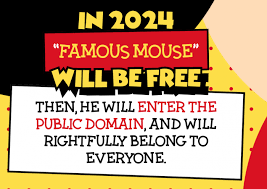 IN 2024
"FAMOUS MOUSE"
WILL BE FREE
THEN, HE WILL ENTER THE
PUBLIC DOMAIN, AND WILL
RIGHTFULLY BELONG TO
EVERYONE.